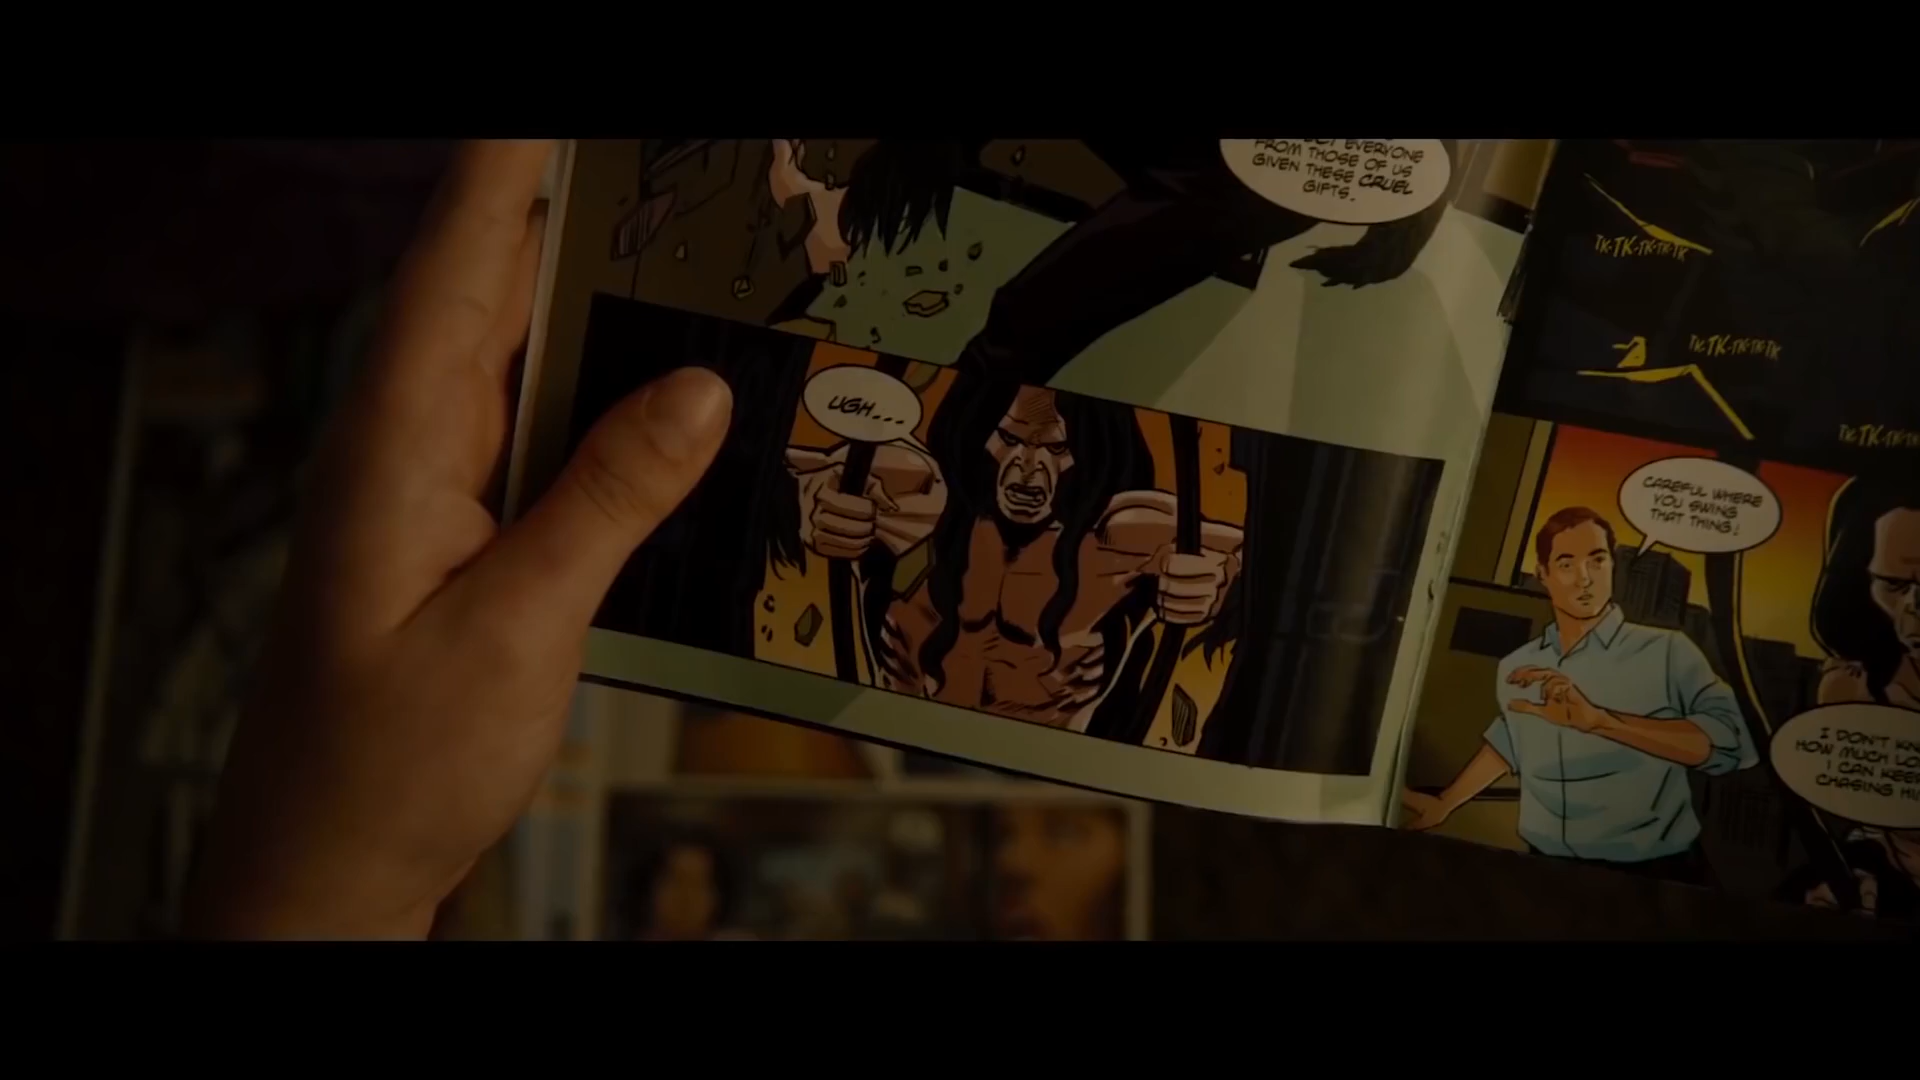 EVERYONE
FROM THOSE OF US
GIVEN THESE CRUEL
GIFTS.
UGH....
TK-TK-TK-TK-TK
TK-TK-TK-TK-TK
TK-TK-TK-TK
CAREFUL WHERE
YOU SWING
THAT THING!
I DON'T
HOW MUCH
I CAN KEEP
CHASING